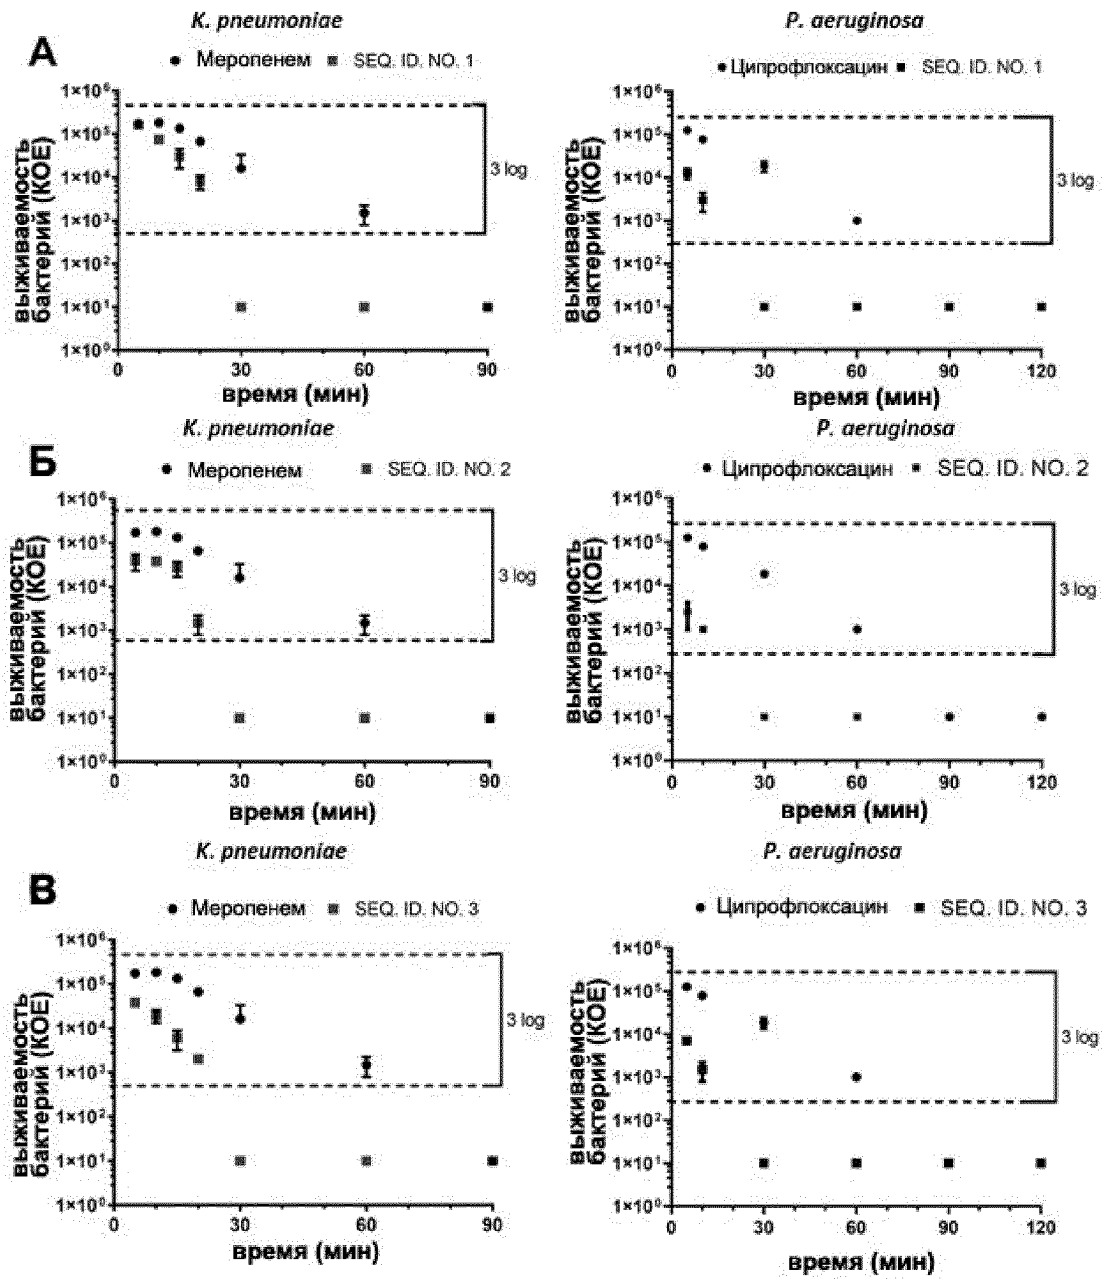 K. pneumoniae
P. aeruginosa
А
● Меропенем ■ SEQ. ID. NO. 1
● Ципрофлоксацин ■ SEQ. ID. NO. 1
выживаемость
бактерий (КОЕ)
1×10⁶
1×10⁵
1×10⁴
1×10³
1×10²
1×10¹
1×10⁰
3 log
0 30 60 90
время (мин)
выживаемость
бактерий (КОЕ)
1×10⁶
1×10⁵
1×10⁴
1×10³
1×10²
1×10¹
1×10⁰
3 log
0 30 60 90 120
время (мин)
K. pneumoniae
P. aeruginosa
Б
● Меропенем ■ SEQ. ID. NO. 2
● Ципрофлоксацин ■ SEQ. ID. NO. 2
выживаемость
бактерий (КОЕ)
1×10⁶
1×10⁵
1×10⁴
1×10³
1×10²
1×10¹
1×10⁰
3 log
0 30 60 90
время (мин)
выживаемость
бактерий (КОЕ)
1×10⁶
1×10⁵
1×10⁴
1×10³
1×10²
1×10¹
1×10⁰
3 log
0 30 60 90 120
время (мин)
K. pneumoniae
P. aeruginosa
В
● Меропенем ■ SEQ. ID. NO. 3
● Ципрофлоксацин ■ SEQ. ID. NO. 3
выживаемость
бактерий (КОЕ)
1×10⁶
1×10⁵
1×10⁴
1×10³
1×10²
1×10¹
1×10⁰
3 log
0 30 60 90
время (мин)
выживаемость
бактерий (КОЕ)
1×10⁶
1×10⁵
1×10⁴
1×10³
1×10²
1×10¹
1×10⁰
3 log
0 30 60 90 120
время (мин)